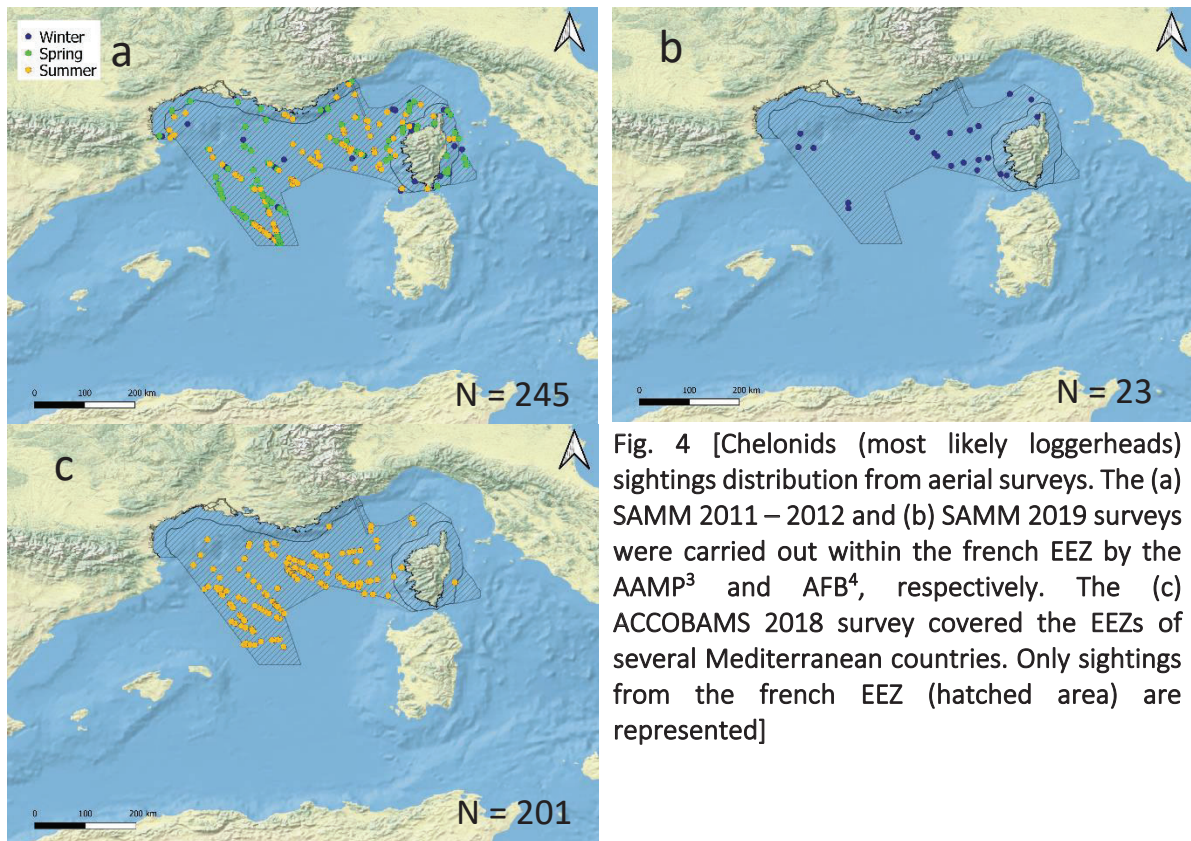 Winter
Spring
Summer
a
0 100 200 km
N = 245
b
0 100 200 km
N = 23
c
0 100 200 km
N = 201
Fig. 4 [Chelonids (most likely loggerheads)
sightings distribution from aerial surveys. The (a)
SAMM 2011 – 2012 and (b) SAMM 2019 surveys
were carried out within the french EEZ by the
AAMP³ and AFB⁴, respectively. The (c)
ACCOBAMS 2018 survey covered the EEZs of
several Mediterranean countries. Only sightings
from the french EEZ (hatched area) are
represented]